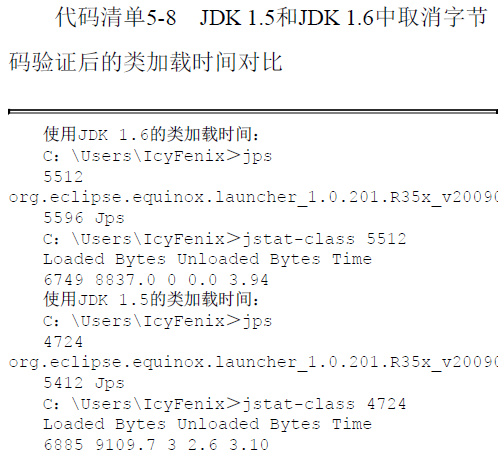 代码清单5-8 JDK 1.5和JDK 1.6中取消字节
码验证后的类加载时间对比
使用JDK 1.6的类加载时间：
C：\Users\IcyFenix＞jps
5512
org.eclipse.equinox.launcher_1.0.201.R35x_v20090
5596 Jps
C：\Users\IcyFenix＞jstat-class 5512
Loaded Bytes Unloaded Bytes Time
6749 8837.0 0 0.0 3.94
使用JDK 1.5的类加载时间：
C：\Users\IcyFenix＞jps
4724
org.eclipse.equinox.launcher_1.0.201.R35x_v20090
5412 Jps
C：\Users\IcyFenix＞jstat-class 4724
Loaded Bytes Unloaded Bytes Time
6885 9109.7 3 2.6 3.10